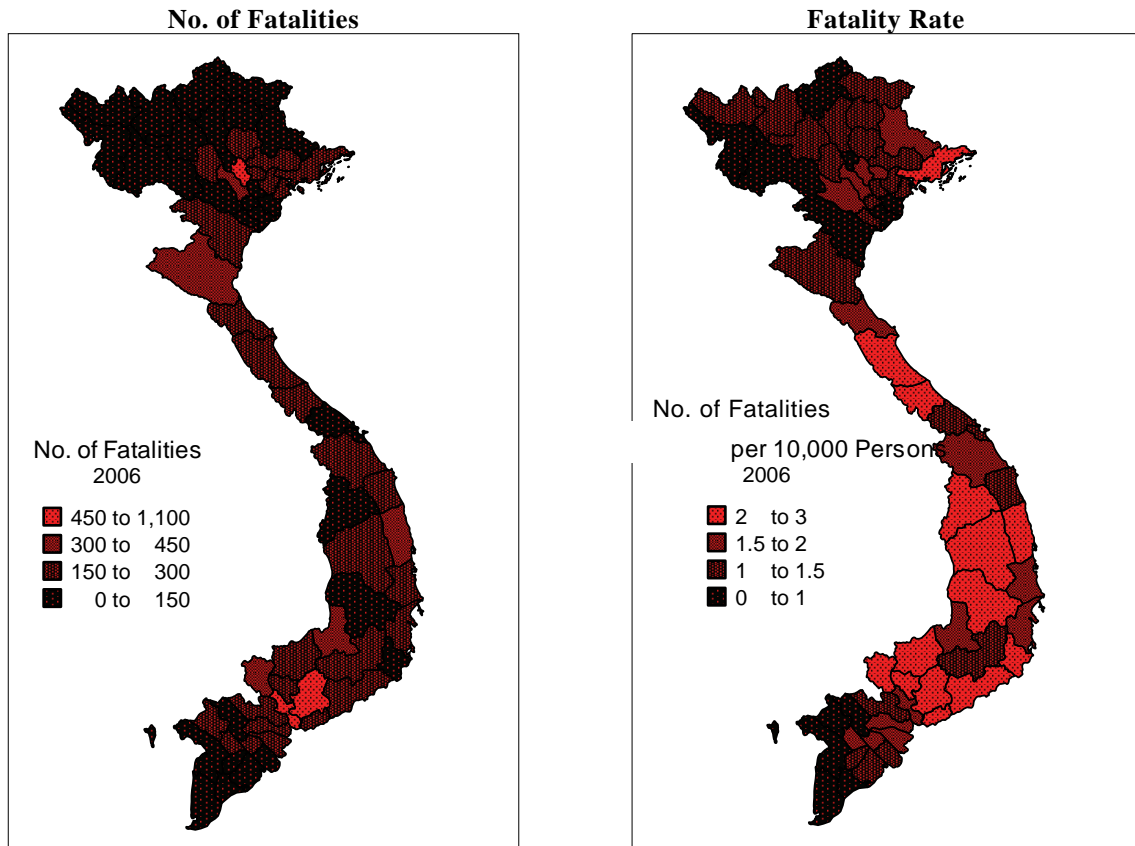 No. of Fatalities
No. of Fatalities
2006
450 to 1,100
300 to 450
150 to 300
0 to 150
Fatality Rate
No. of Fatalities
per 10,000 Persons
2006
2 to 3
1.5 to 2
1 to 1.5
0 to 1